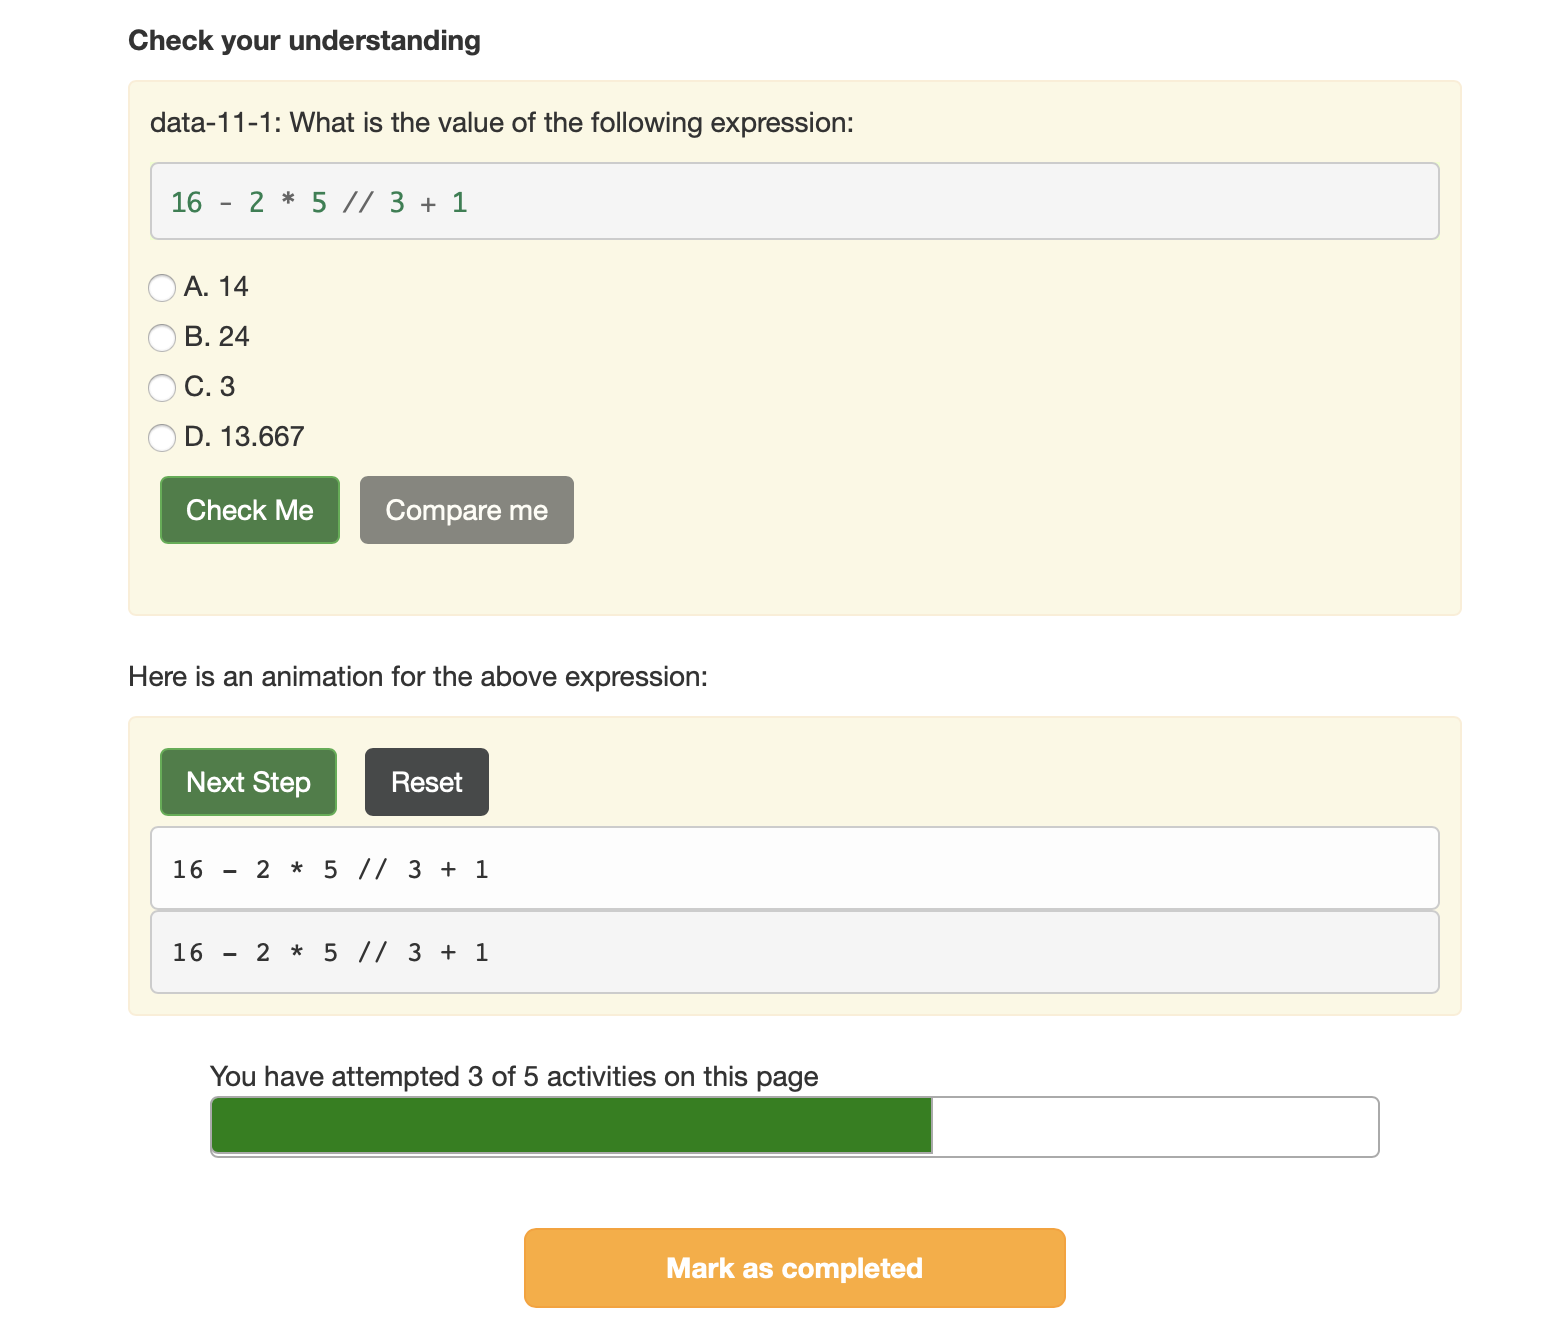 Check your understanding
data-11-1: What is the value of the following expression:
16 - 2 * 5 // 3 + 1
A. 14
B. 24
C. 3
D. 13.667
Check Me Compare me
Here is an animation for the above expression:
Next Step Reset
16 - 2 * 5 // 3 + 1
16 - 2 * 5 // 3 + 1
You have attempted 3 of 5 activities on this page
Mark as completed